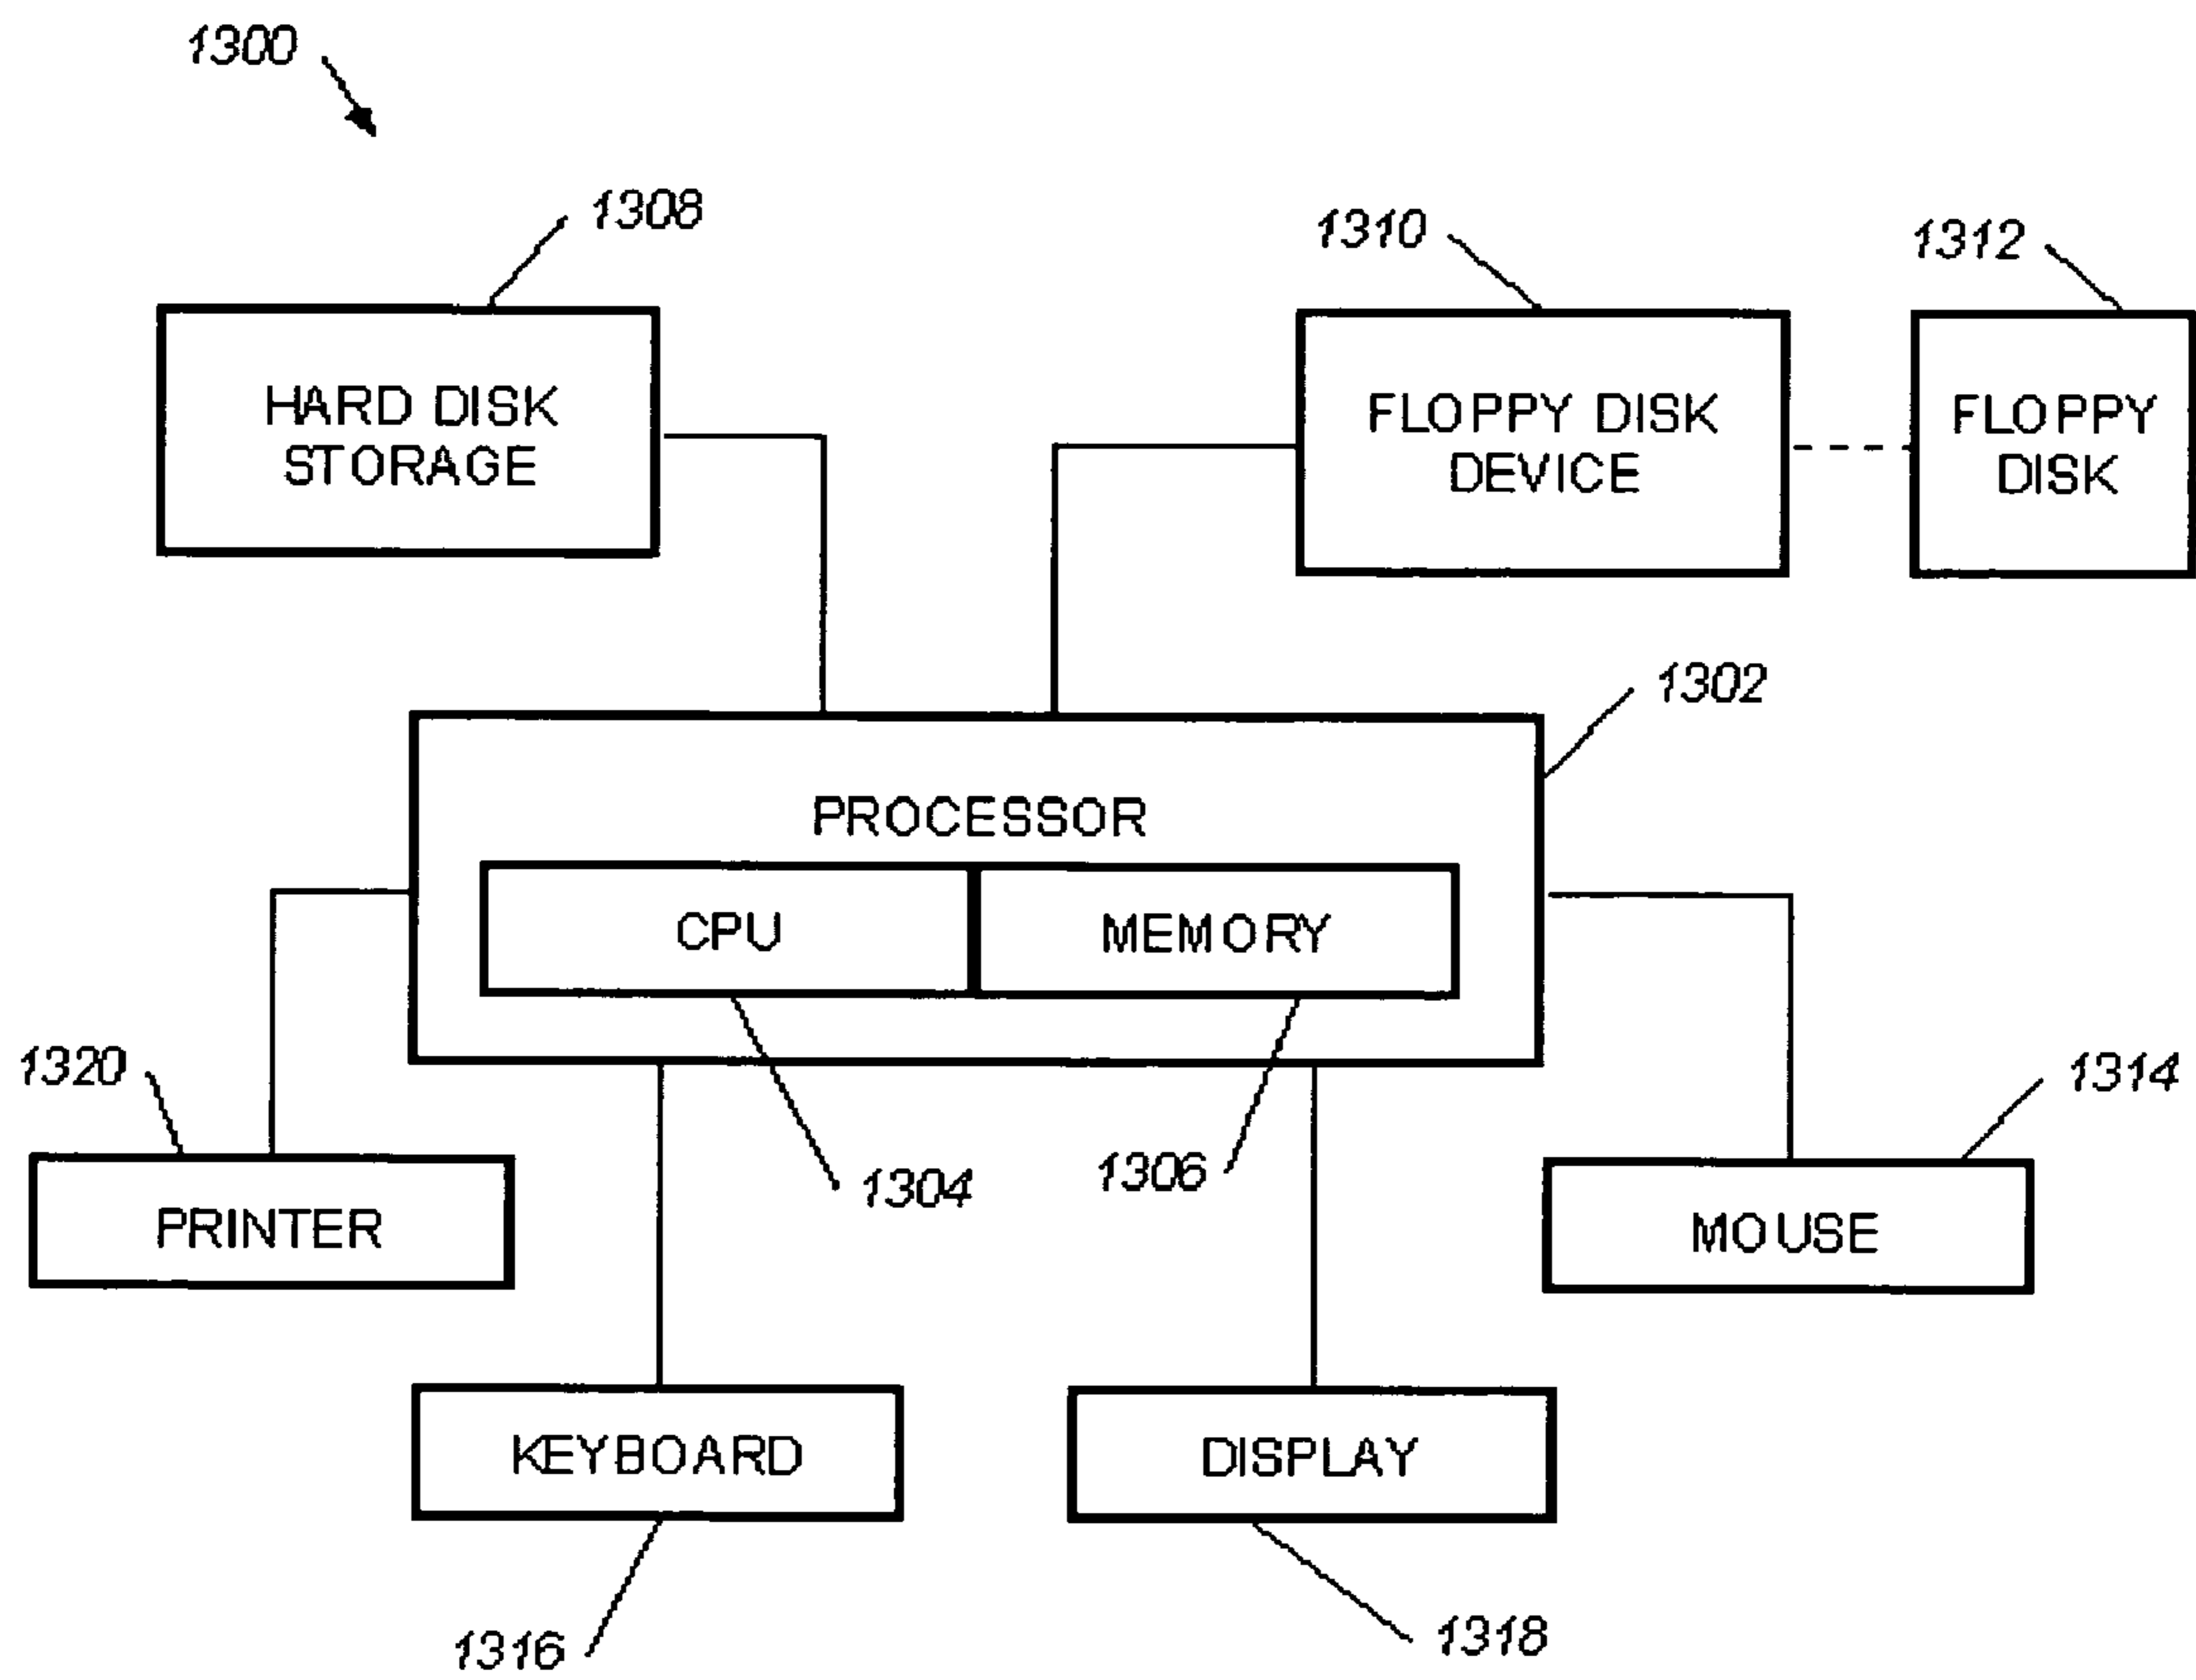 1300
1308
1310
1312
HARD DISK
STORAGE
FLOPPY DISK
DEVICE
FLOPPY
DISK
1302
PROCESSOR
CPU
MEMORY
1320
1314
1304
1306
PRINTER
MOUSE
KEYBOARD
DISPLAY
1316
1318